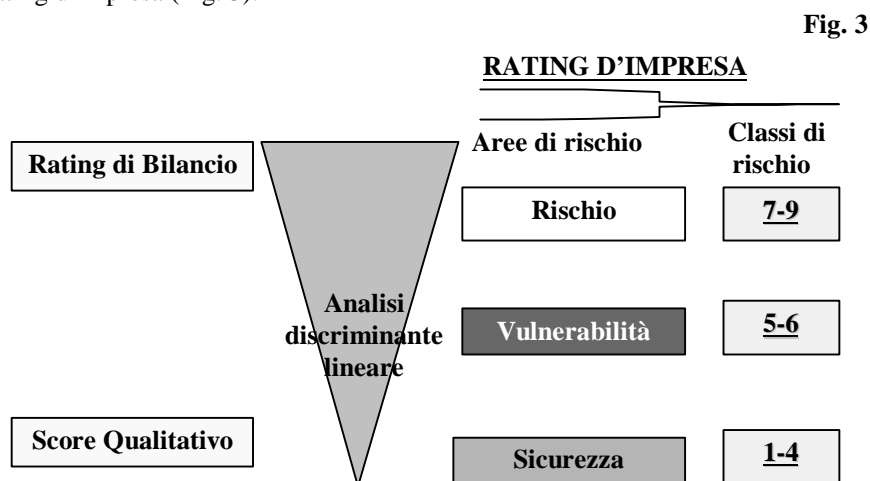 Fig. 3
RATING D'IMPRESA
Aree di rischio
Classi di
rischio
Rating di Bilancio
Rischio
7-9
Analisi
discriminante
lineare
Vulnerabilità
5-6
Score Qualitativo
Sicurezza
1-4